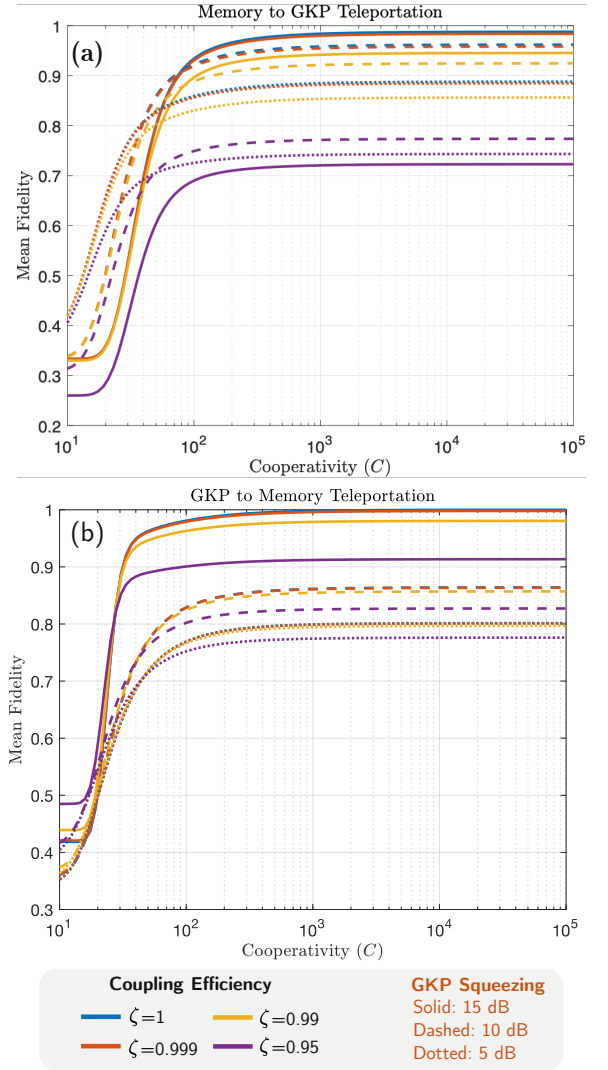 Memory to GKP Teleportation
(a)
1
0.9
0.8
0.7
0.6
0.5
0.4
0.3
0.2
Mean Fidelity
10^1 10^2 10^3 10^4 10^5
Cooperativity (C)
GKP to Memory Teleportation
(b)
1
0.9
0.8
0.7
0.6
0.5
0.4
0.3
Mean Fidelity
10^1 10^2 10^3 10^4 10^5
Cooperativity (C)
Coupling Efficiency
ζ=1
ζ=0.99
ζ=0.999
ζ=0.95
GKP Squeezing
Solid: 15 dB
Dashed: 10 dB
Dotted: 5 dB